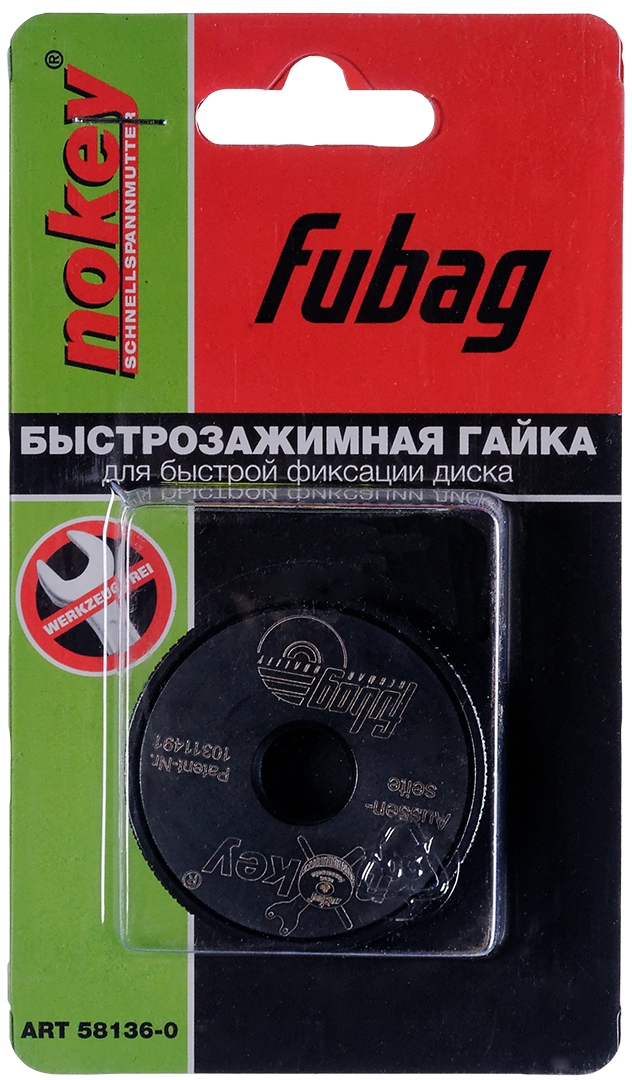 nokey®
SCHNELLSPANNMUTTER
fubag
БЫСТРОЗАЖИМНАЯ ГАЙКА
для быстрой фиксации диска
WERKZEUGFREI
fubag
Patent-Nr.
10311491
Aussen-
seite
nokey®
ART 58136-0